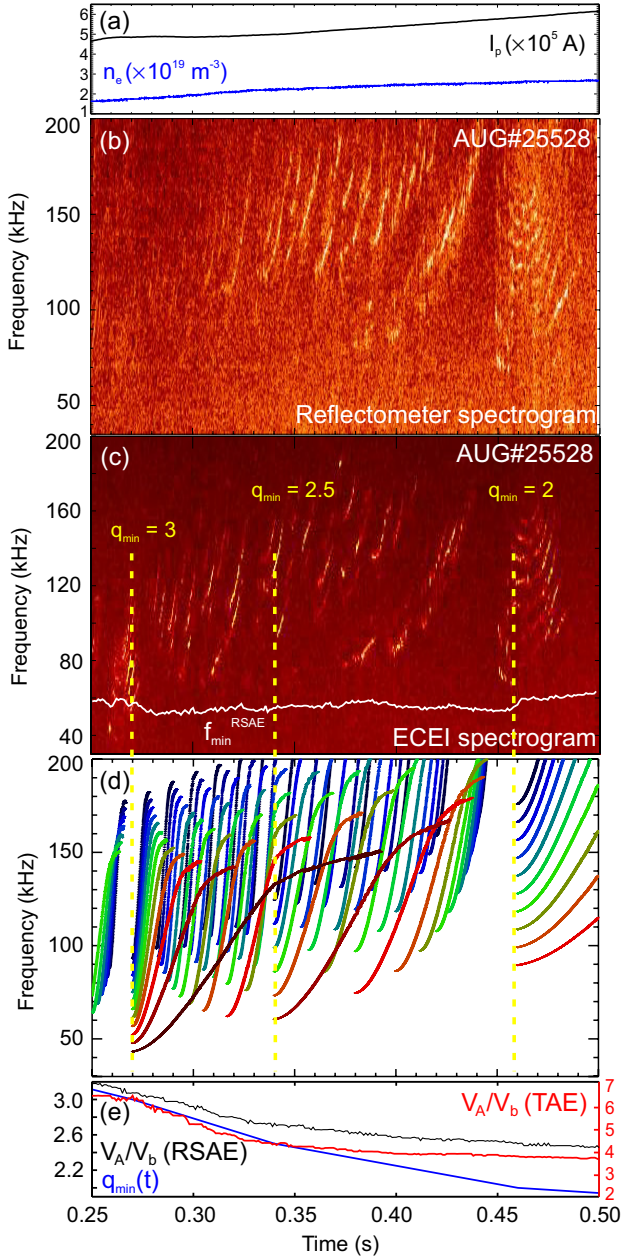 (a)
6
5
4
3
2
1
I_p (×10^5 A)
n_e (×10^19 m^-3)
200
150
100
50
Frequency (kHz)
(b)
AUG#25528
Reflectometer spectrogram
200
160
120
80
40
Frequency (kHz)
(c)
AUG#25528
q_min = 3
q_min = 2.5
q_min = 2
f_min^RSAE
ECEI spectrogram
200
150
100
50
Frequency (kHz)
(d)
(e)
3.0
2.6
2.2
V_A/V_b (TAE)
V_A/V_b (RSAE)
q_min(t)
7
6
5
4
3
2
0.25 0.30 0.35 0.40 0.45 0.50
Time (s)